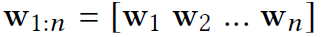 w₁:ₙ = [w₁ w₂ ... wₙ]